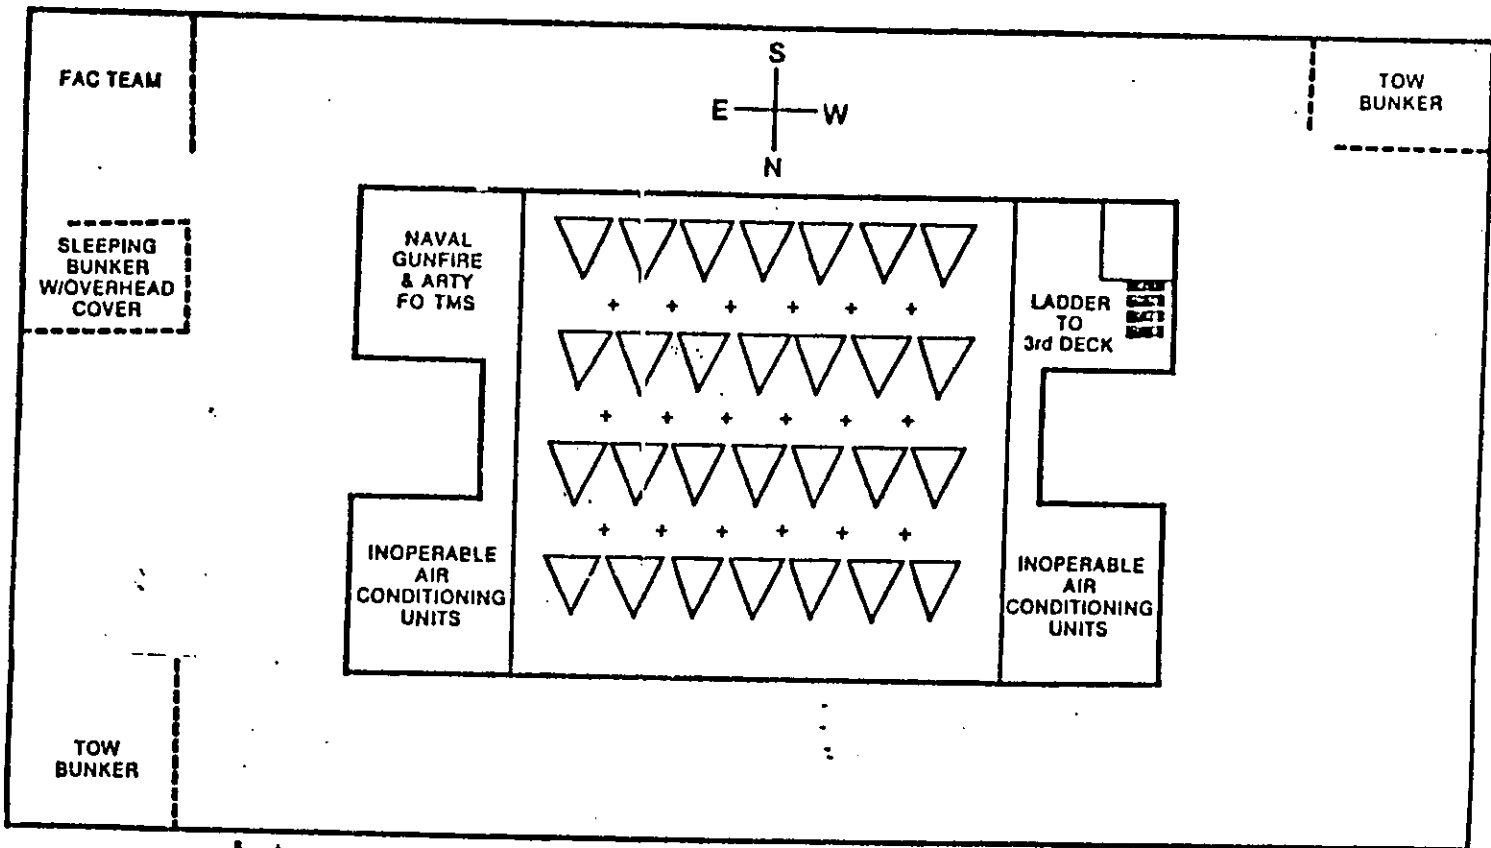 FAC TEAM
S
E W
N
TOW
BUNKER
SLEEPING
BUNKER
W/OVERHEAD
COVER
NAVAL
GUNFIRE
& ARTY
FO TMS
LADDER
TO
3rd DECK
INOPERABLE
AIR
CONDITIONING
UNITS
INOPERABLE
AIR
CONDITIONING
UNITS
TOW
BUNKER